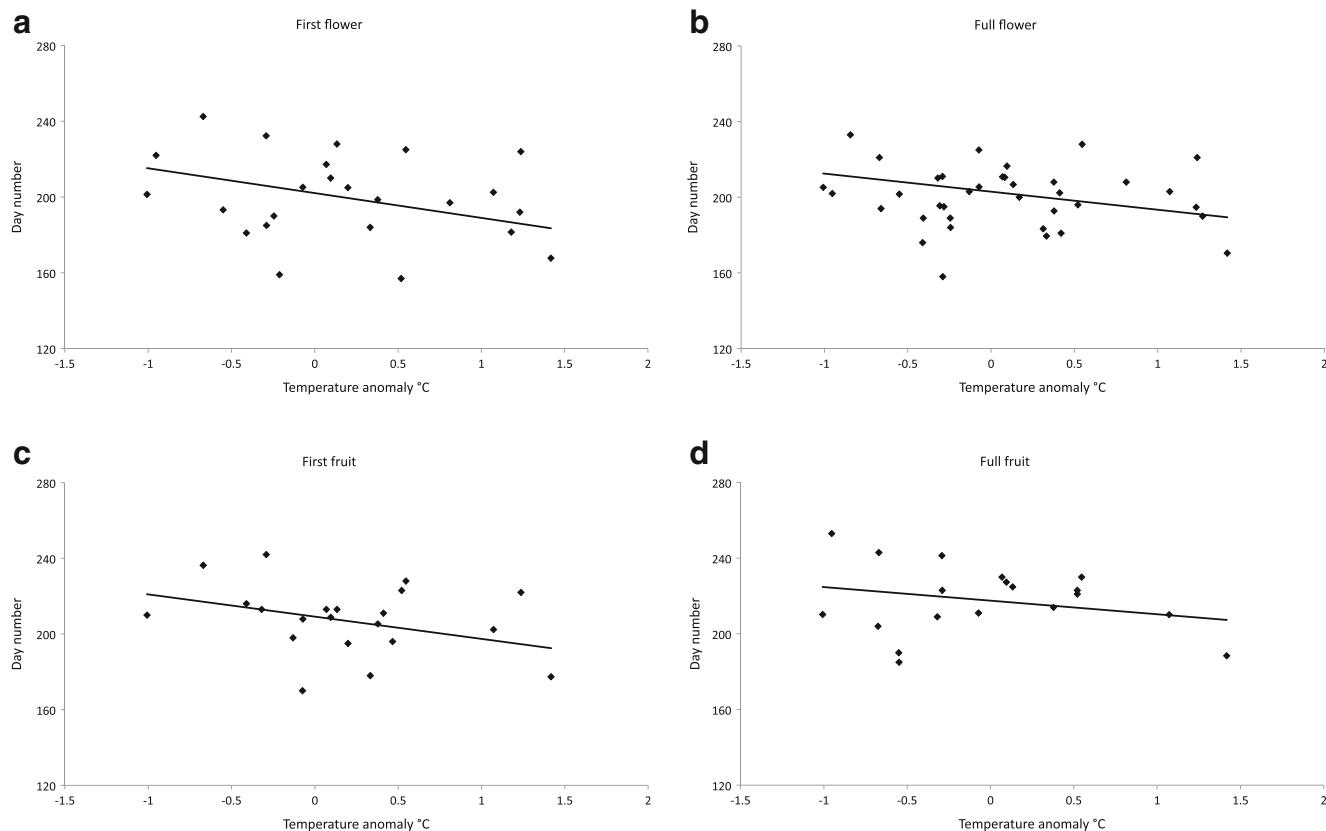 a
First flower
280
240
200
160
120
Day number
-1.5 -1 -0.5 0 0.5 1 1.5 2
Temperature anomaly °C
b
Full flower
280
240
200
160
120
Day number
-1.5 -1 -0.5 0 0.5 1 1.5 2
Temperature anomaly °C
c
First fruit
280
240
200
160
120
Day number
-1.5 -1 -0.5 0 0.5 1 1.5 2
Temperature anomaly °C
d
Full fruit
280
240
200
160
120
Day number
-1.5 -1 -0.5 0 0.5 1 1.5 2
Temperature anomaly °C